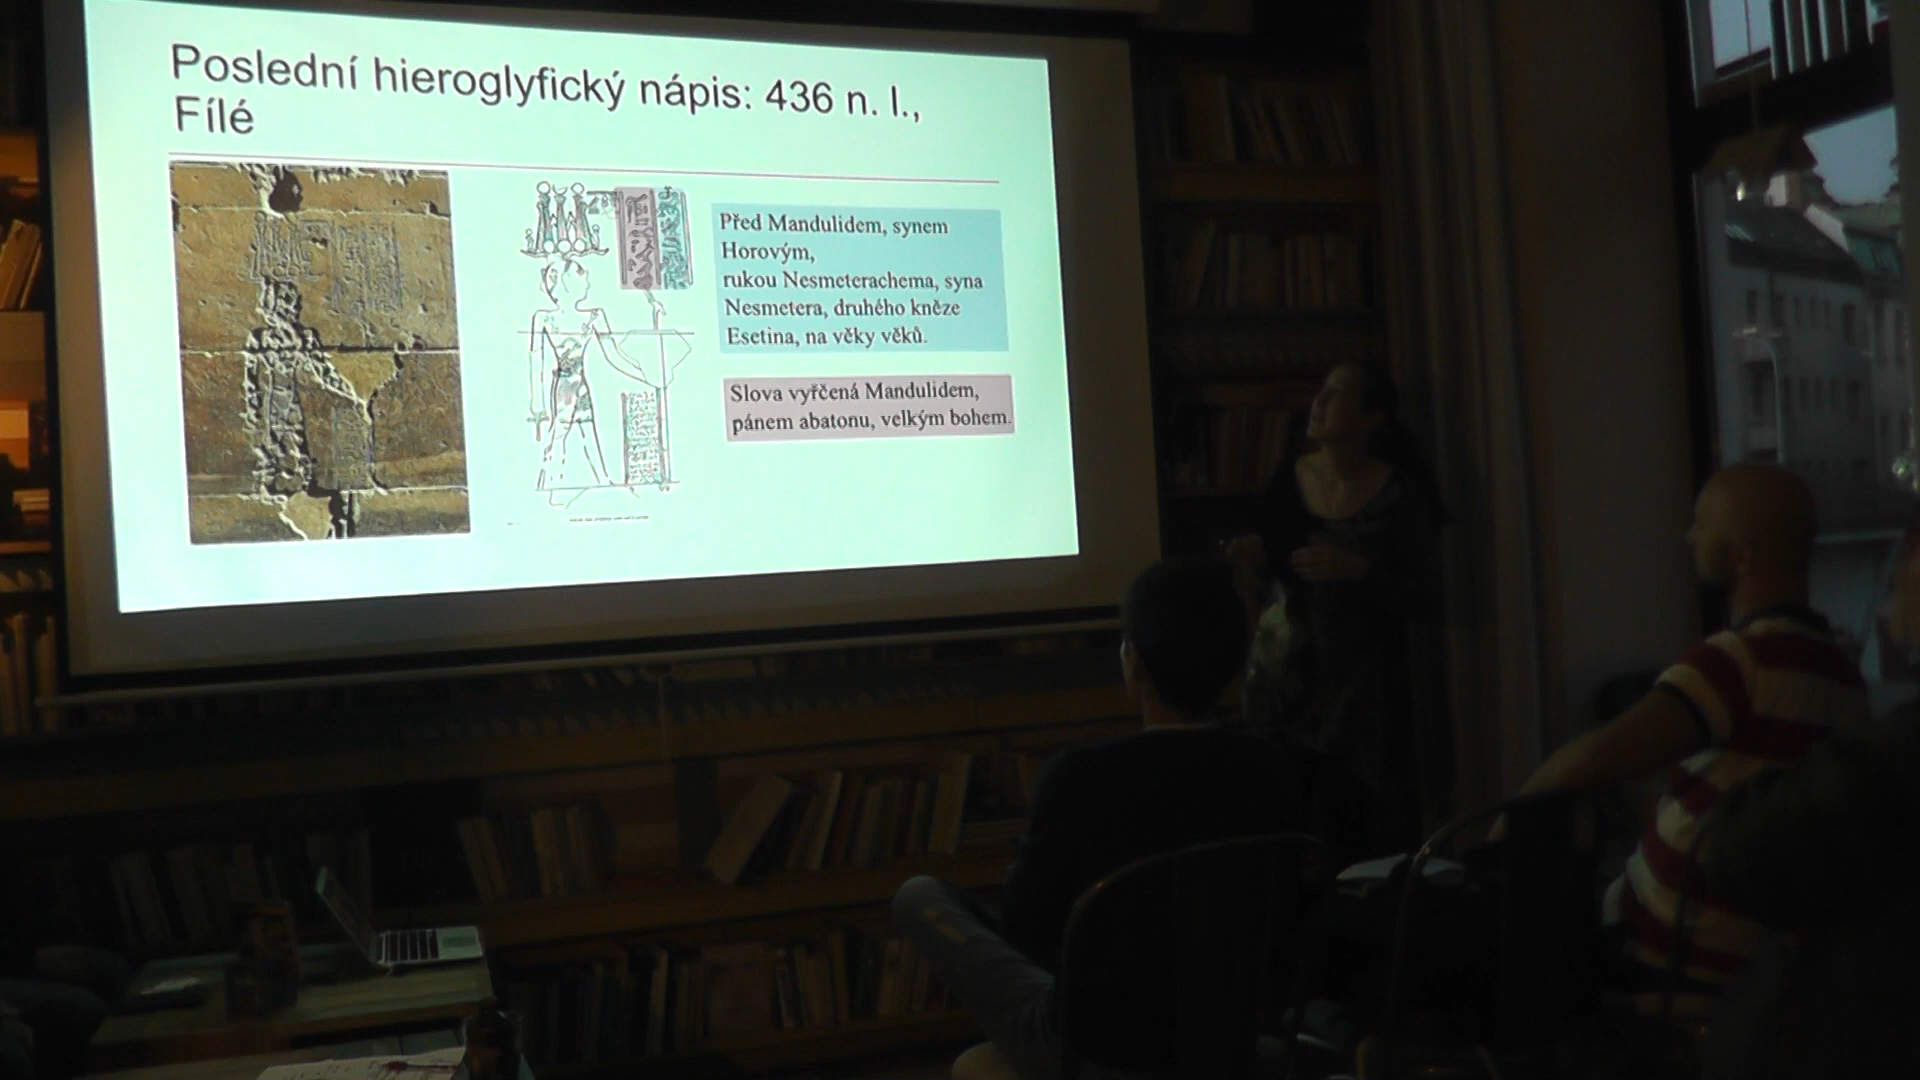 Poslední hieroglyfický nápis: 436 n. l.,
Fílé
Před Mandulidem, synem
Horovým,
rukou Nesmeterachema, syna
Nesmetera, druhého kněze
Esetina, na věky věků.
Slova vyřčená Mandulidem,
pánem abatonu, velkým bohem.